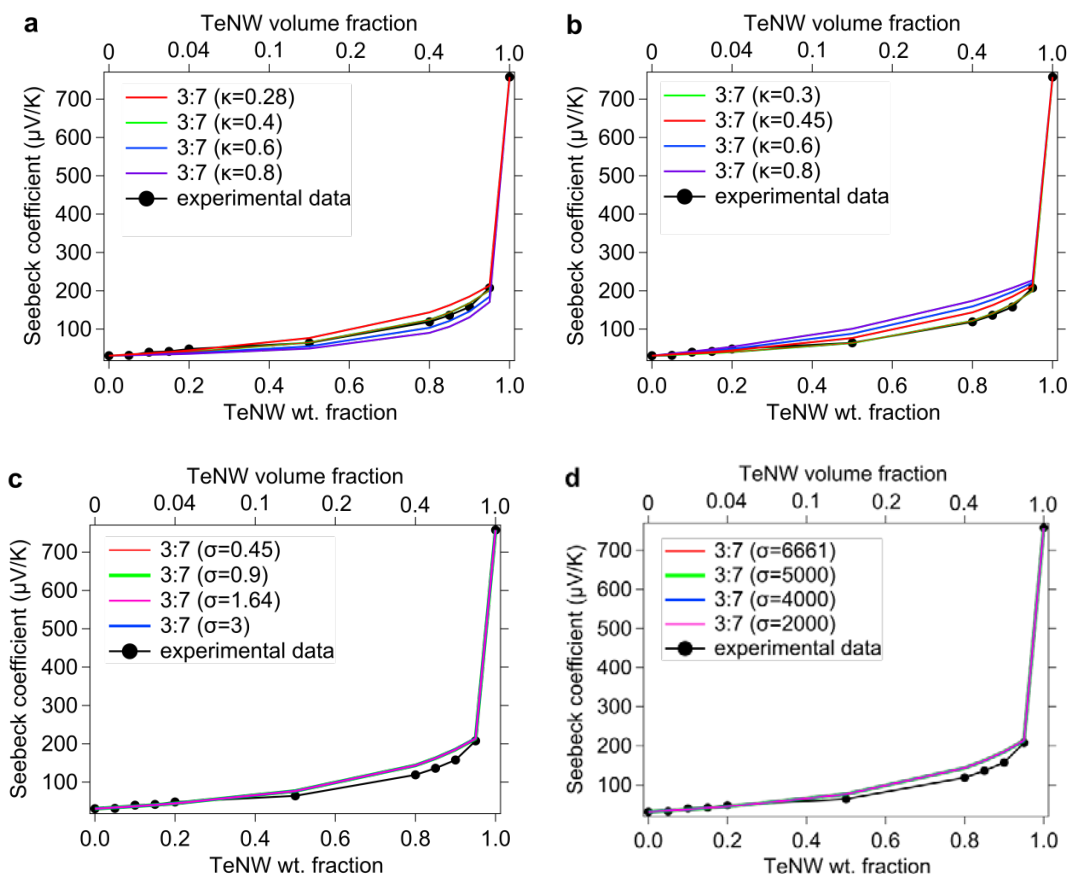 a
TeNW volume fraction
0 0.04 0.1 0.2 0.4 1.0
Seebeck coefficient (μV/K)
700
600
500
400
300
200
100
3:7 (κ=0.28)
3:7 (κ=0.4)
3:7 (κ=0.6)
3:7 (κ=0.8)
experimental data
0.0 0.2 0.4 0.6 0.8 1.0
TeNW wt. fraction
b
TeNW volume fraction
0 0.04 0.1 0.2 0.4 1.0
Seebeck coefficient (μV/K)
700
600
500
400
300
200
100
3:7 (κ=0.3)
3:7 (κ=0.45)
3:7 (κ=0.6)
3:7 (κ=0.8)
experimental data
0.0 0.2 0.4 0.6 0.8 1.0
TeNW wt. fraction
c
TeNW volume fraction
0 0.04 0.1 0.2 0.4 1.0
Seebeck coefficient (μV/K)
700
600
500
400
300
200
100
3:7 (σ=0.45)
3:7 (σ=0.9)
3:7 (σ=1.64)
3:7 (σ=3)
experimental data
0.0 0.2 0.4 0.6 0.8 1.0
TeNW wt. fraction
d
TeNW volume fraction
0 0.04 0.1 0.2 0.4 1.0
Seebeck coefficient (μV/K)
700
600
500
400
300
200
100
3:7 (σ=6661)
3:7 (σ=5000)
3:7 (σ=4000)
3:7 (σ=2000)
experimental data
0.0 0.2 0.4 0.6 0.8 1.0
TeNW wt. fraction